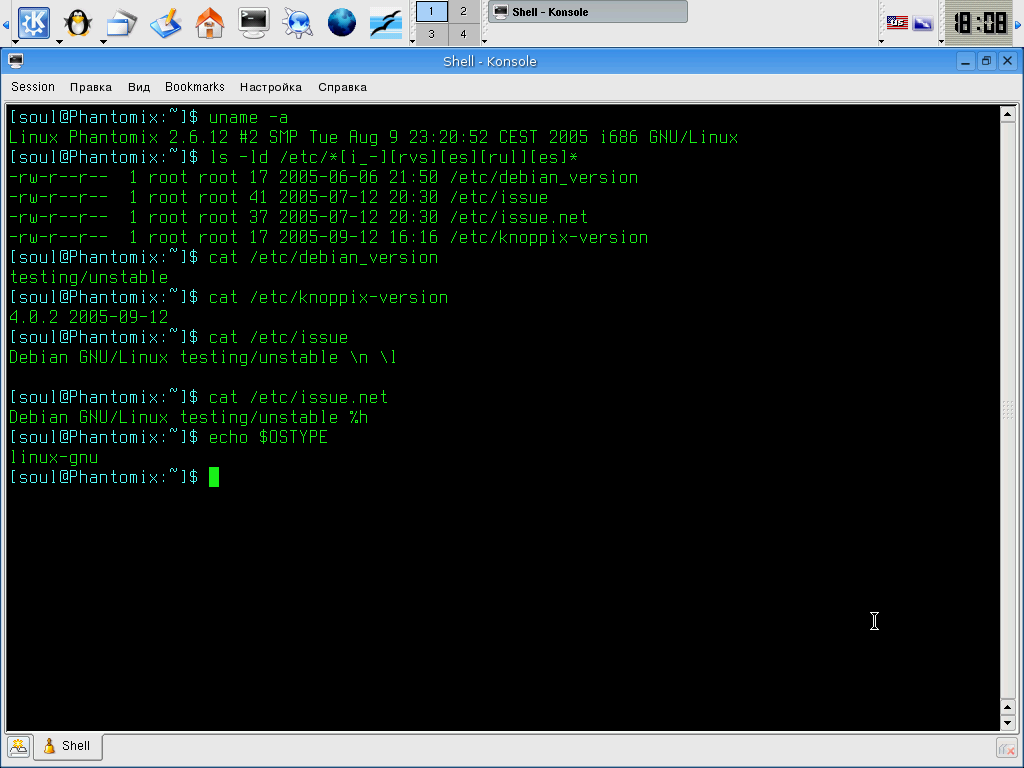 1 2 Shell - Konsole US 18:08
3 4
Shell - Konsole
Session Правка Вид Bookmarks Настройка Справка
[soul@Phantomix:~]$ uname -a
Linux Phantomix 2.6.12 #2 SMP Tue Aug 9 23:20:52 CEST 2005 i686 GNU/Linux
[soul@Phantomix:~]$ ls -ld /etc/*[i_-][rvs][es][rul][es]*
-rw-r--r--  1 root root 17 2005-06-06 21:50 /etc/debian_version
-rw-r--r--  1 root root 41 2005-07-12 20:30 /etc/issue
-rw-r--r--  1 root root 37 2005-07-12 20:30 /etc/issue.net
-rw-r--r--  1 root root 17 2005-09-12 16:16 /etc/knoppix-version
[soul@Phantomix:~]$ cat /etc/debian_version
testing/unstable
[soul@Phantomix:~]$ cat /etc/knoppix-version
4.0.2 2005-09-12
[soul@Phantomix:~]$ cat /etc/issue
Debian GNU/Linux testing/unstable \n \l
[soul@Phantomix:~]$ cat /etc/issue.net
Debian GNU/Linux testing/unstable %h
[soul@Phantomix:~]$ echo $OSTYPE
linux-gnu
[soul@Phantomix:~]$
Shell